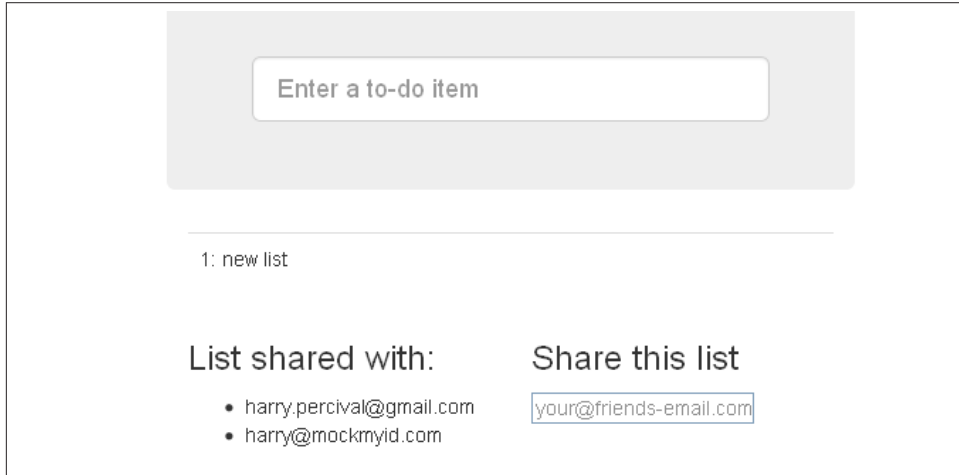 Enter a to-do item
1: new list
List shared with:
• harry.percival@gmail.com
• harry@mockmyid.com
Share this list
your@friends-email.com